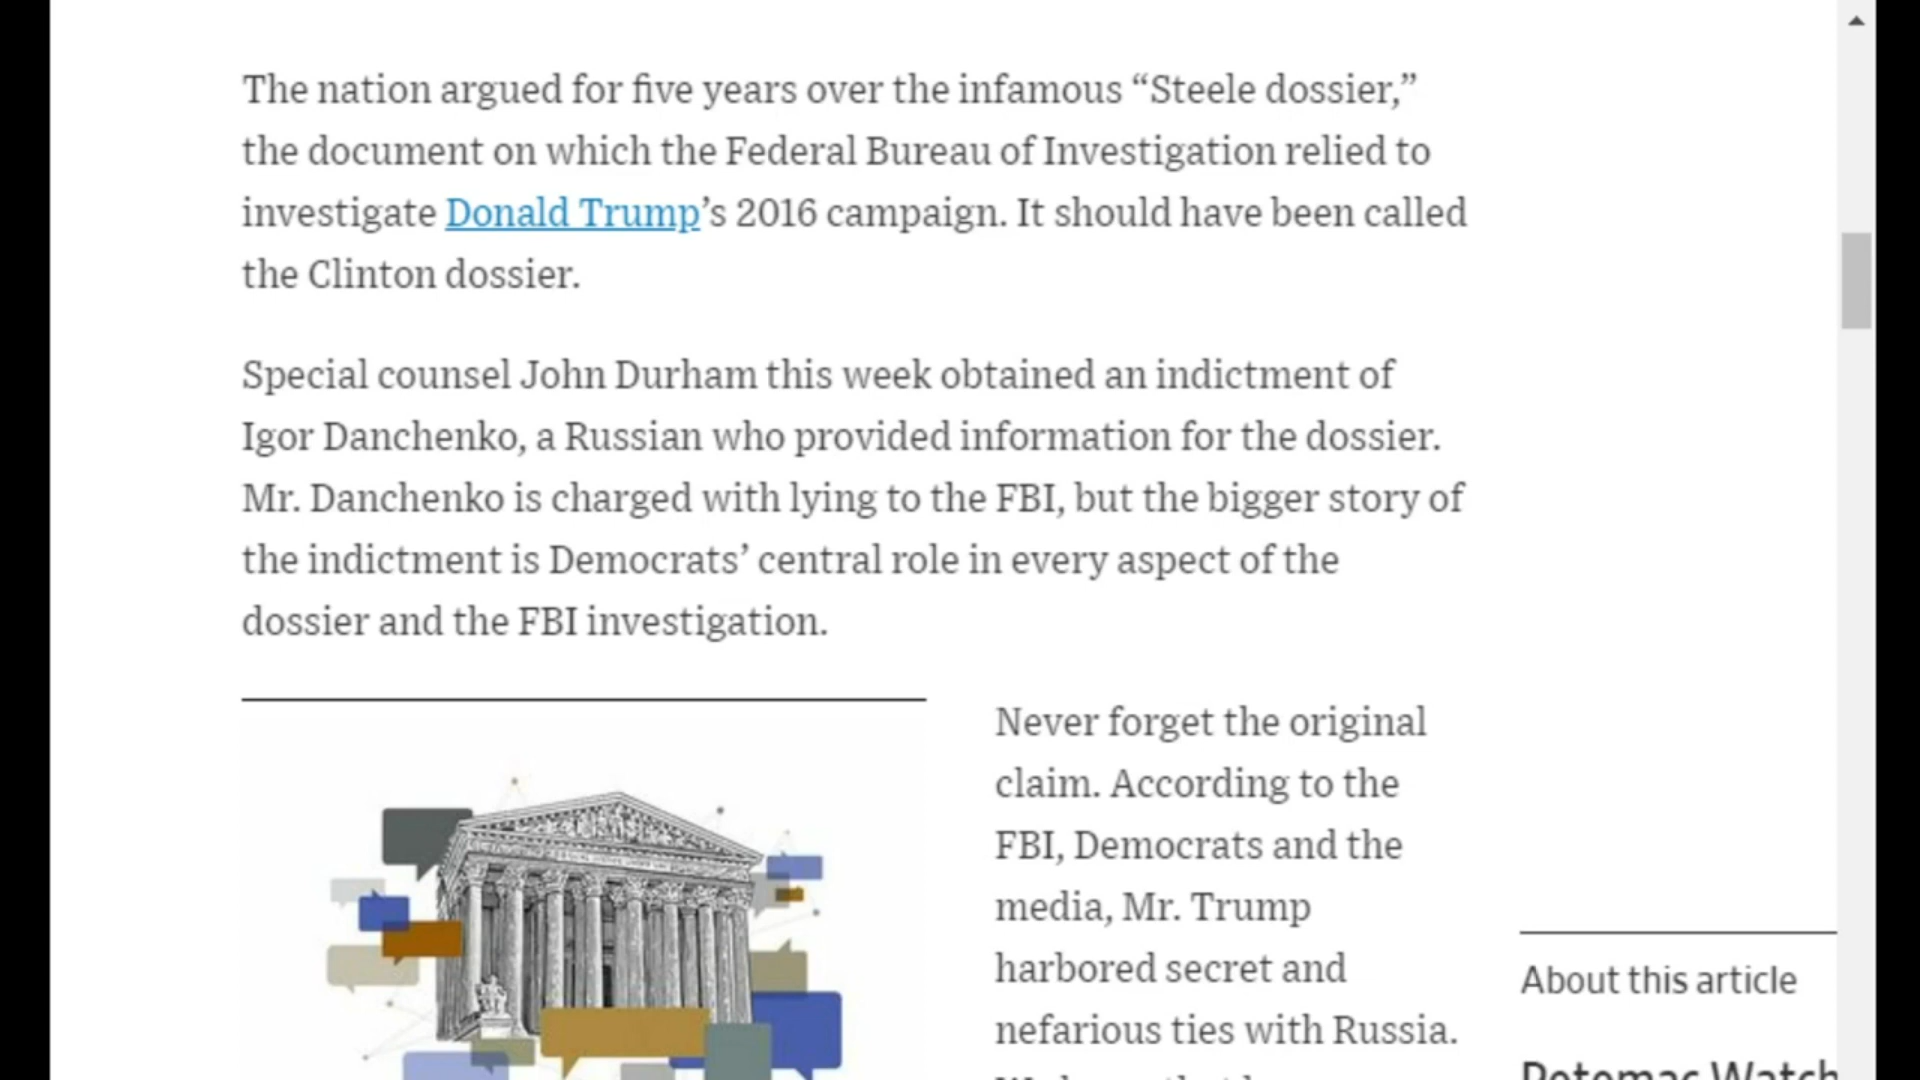 The nation argued for five years over the infamous “Steele dossier,”
the document on which the Federal Bureau of Investigation relied to
investigate Donald Trump’s 2016 campaign. It should have been called
the Clinton dossier.
Special counsel John Durham this week obtained an indictment of
Igor Danchenko, a Russian who provided information for the dossier.
Mr. Danchenko is charged with lying to the FBI, but the bigger story of
the indictment is Democrats’ central role in every aspect of the
dossier and the FBI investigation.
Never forget the original
claim. According to the
FBI, Democrats and the
media, Mr. Trump
harbored secret and
nefarious ties with Russia.
About this article
Potomac Watch